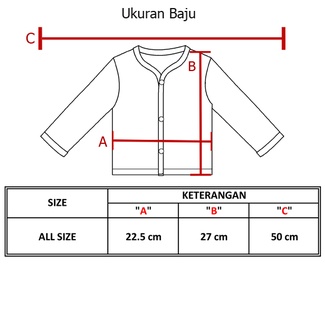 Ukuran Baju
C
B
A
SIZE KETERANGAN
"A" "B" "C"
ALL SIZE 22.5 cm 27 cm 50 cm